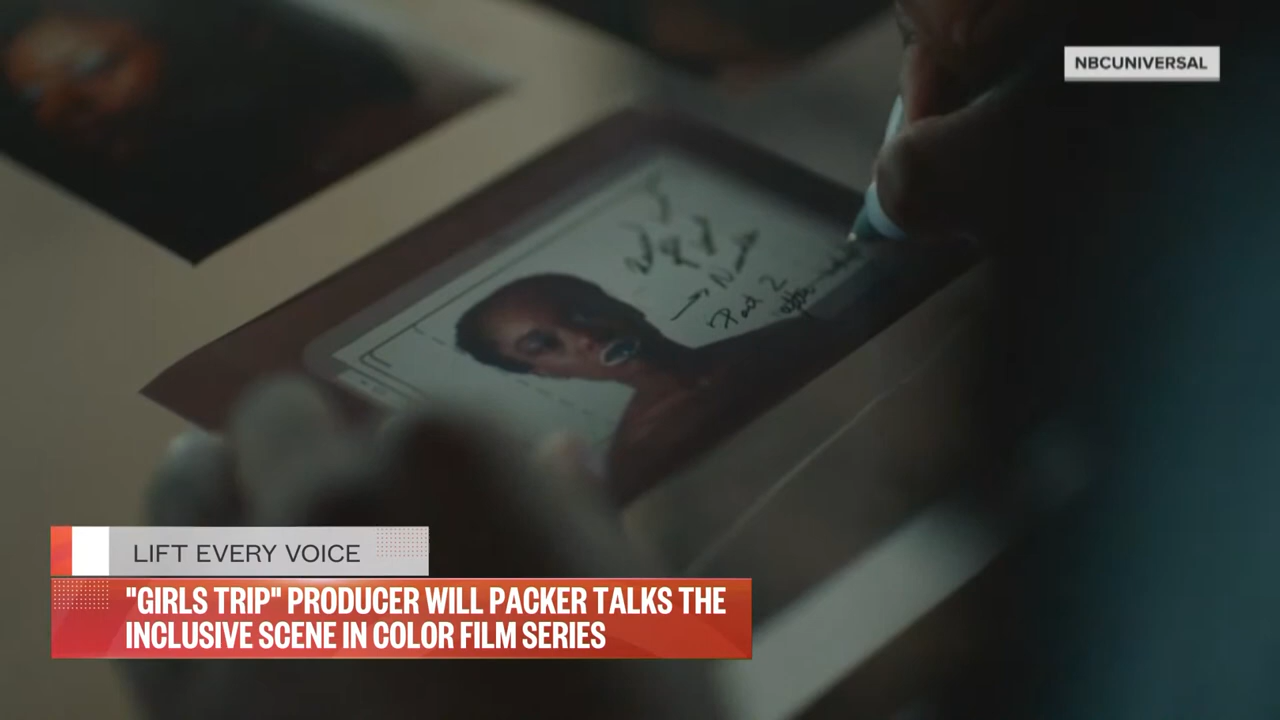 NBCUNIVERSAL
LIFT EVERY VOICE
"GIRLS TRIP" PRODUCER WILL PACKER TALKS THE
INCLUSIVE SCENE IN COLOR FILM SERIES